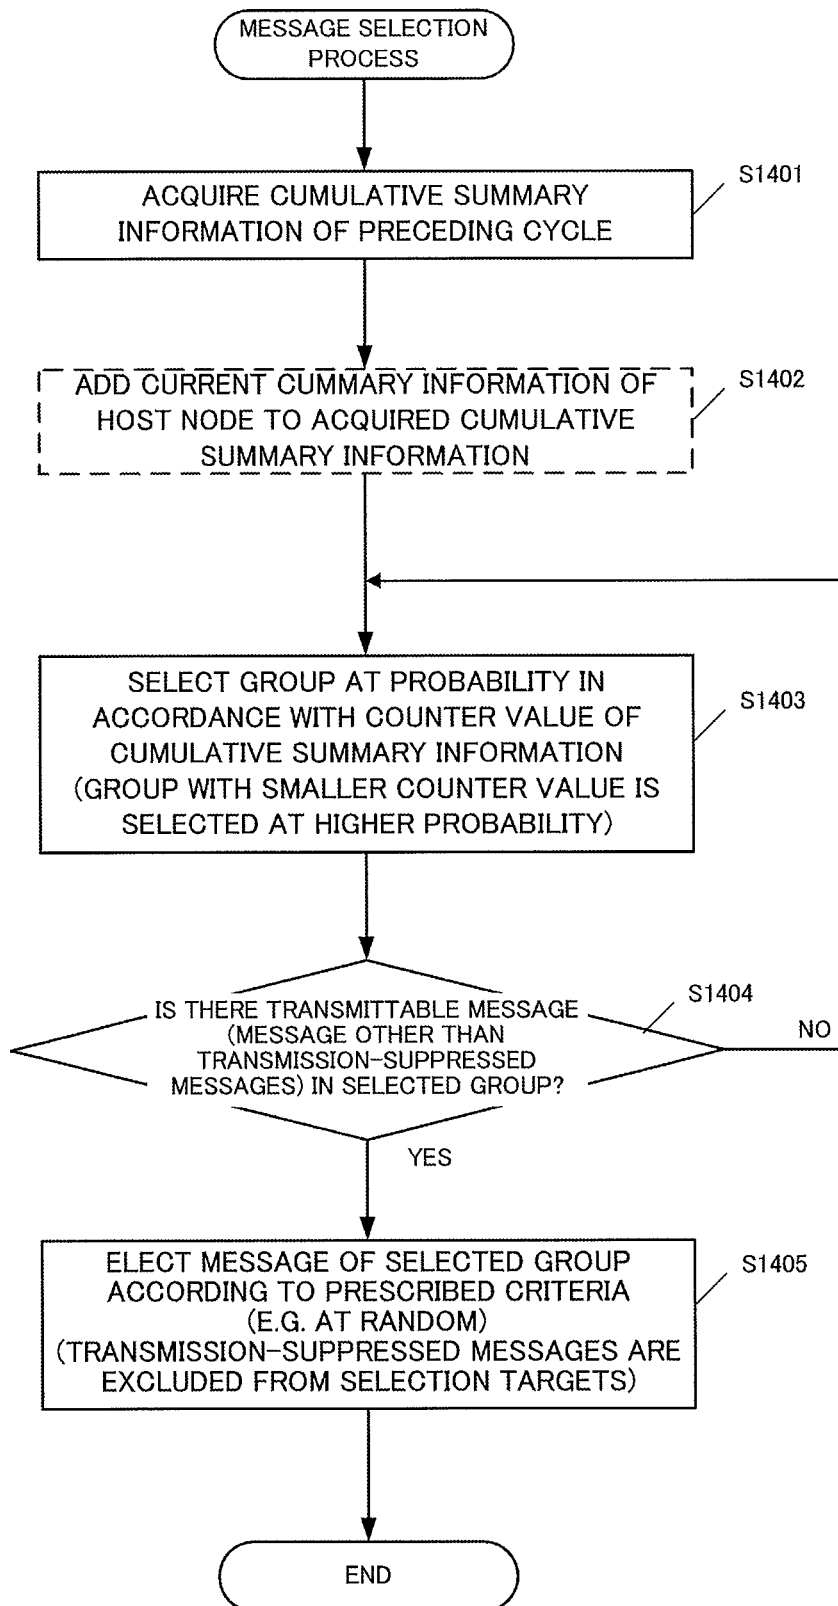 MESSAGE SELECTION
PROCESS
S1401
ACQUIRE CUMULATIVE SUMMARY
INFORMATION OF PRECEDING CYCLE
S1402
ADD CURRENT CUMMARY INFORMATION OF
HOST NODE TO ACQUIRED CUMULATIVE
SUMMARY INFORMATION
S1403
SELECT GROUP AT PROBABILITY IN
ACCORDANCE WITH COUNTER VALUE OF
CUMULATIVE SUMMARY INFORMATION
(GROUP WITH SMALLER COUNTER VALUE IS
SELECTED AT HIGHER PROBABILITY)
S1404
IS THERE TRANSMITTABLE MESSAGE
(MESSAGE OTHER THAN
TRANSMISSION-SUPPRESSED
MESSAGES) IN SELECTED GROUP?
NO
YES
S1405
ELECT MESSAGE OF SELECTED GROUP
ACCORDING TO PRESCRIBED CRITERIA
(E.G. AT RANDOM)
(TRANSMISSION-SUPPRESSED MESSAGES ARE
EXCLUDED FROM SELECTION TARGETS)
END